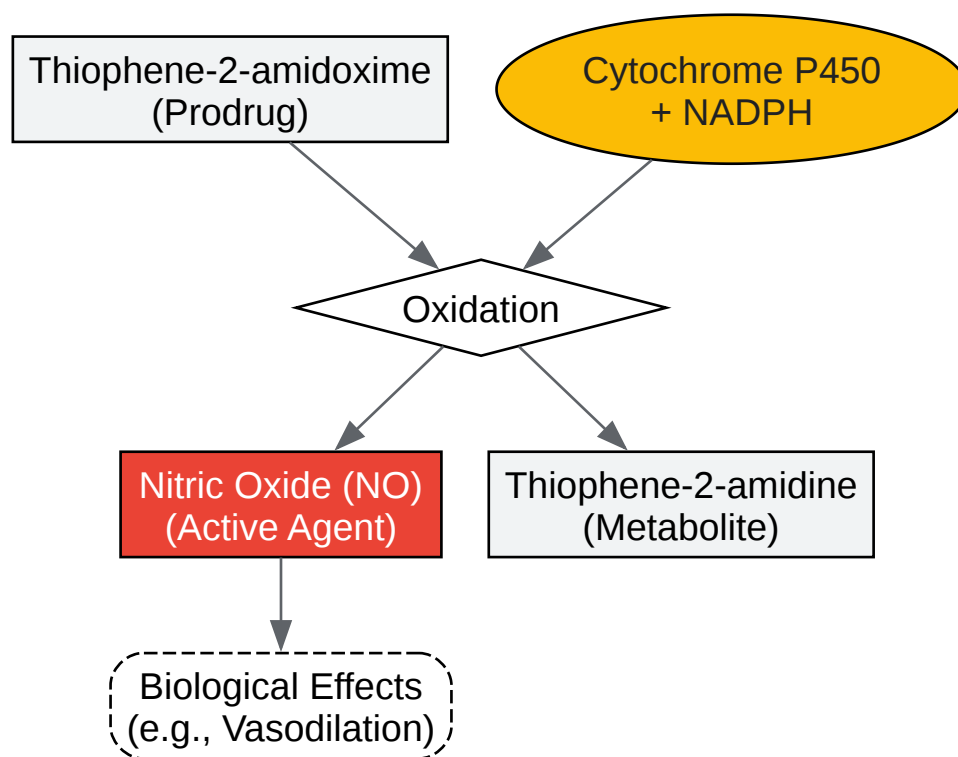 Thiophene-2-amidoxime
(Prodrug)
Cytochrome P450
+ NADPH
Oxidation
Nitric Oxide (NO)
(Active Agent)
Thiophene-2-amidine
(Metabolite)
Biological Effects
(e.g., Vasodilation)